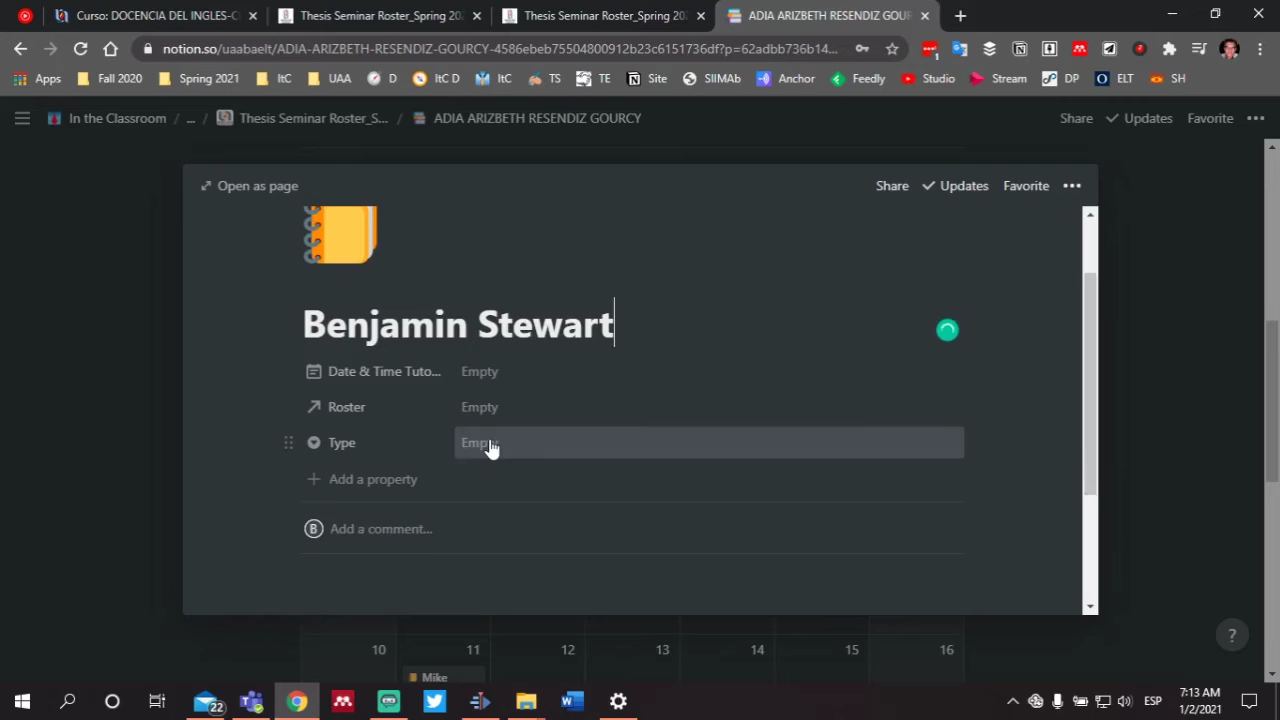 Curso: DOCENCIA DEL INGLES-C
Thesis Seminar Roster_Spring 202
Thesis Seminar Roster_Spring 202
ADIA ARIZBETH RESENDIZ GOUR
notion.so/uaabaelt/ADIA-ARIZBETH-RESENDIZ-GOURCY-4586ebeb75504800912b23c6151736df?p=62adbb736b14...
Apps
Fall 2020
Spring 2021
ItC
UAA
D
ItC D
ItC
TS
TE
Site
SIIMAb
Anchor
Feedly
Studio
Stream
DP
ELT
SH
In the Classroom / ... / Thesis Seminar Roster_S... / ADIA ARIZBETH RESENDIZ GOURCY
Share
Updates
Favorite
Open as page
Share
Updates
Favorite
Benjamin Stewart
Date & Time Tuto... Empty
Roster Empty
Type Empty
Add a property
B Add a comment...
10 11 12 13 14 15 16
Mike
?
22
ESP
7:13 AM
1/2/2021